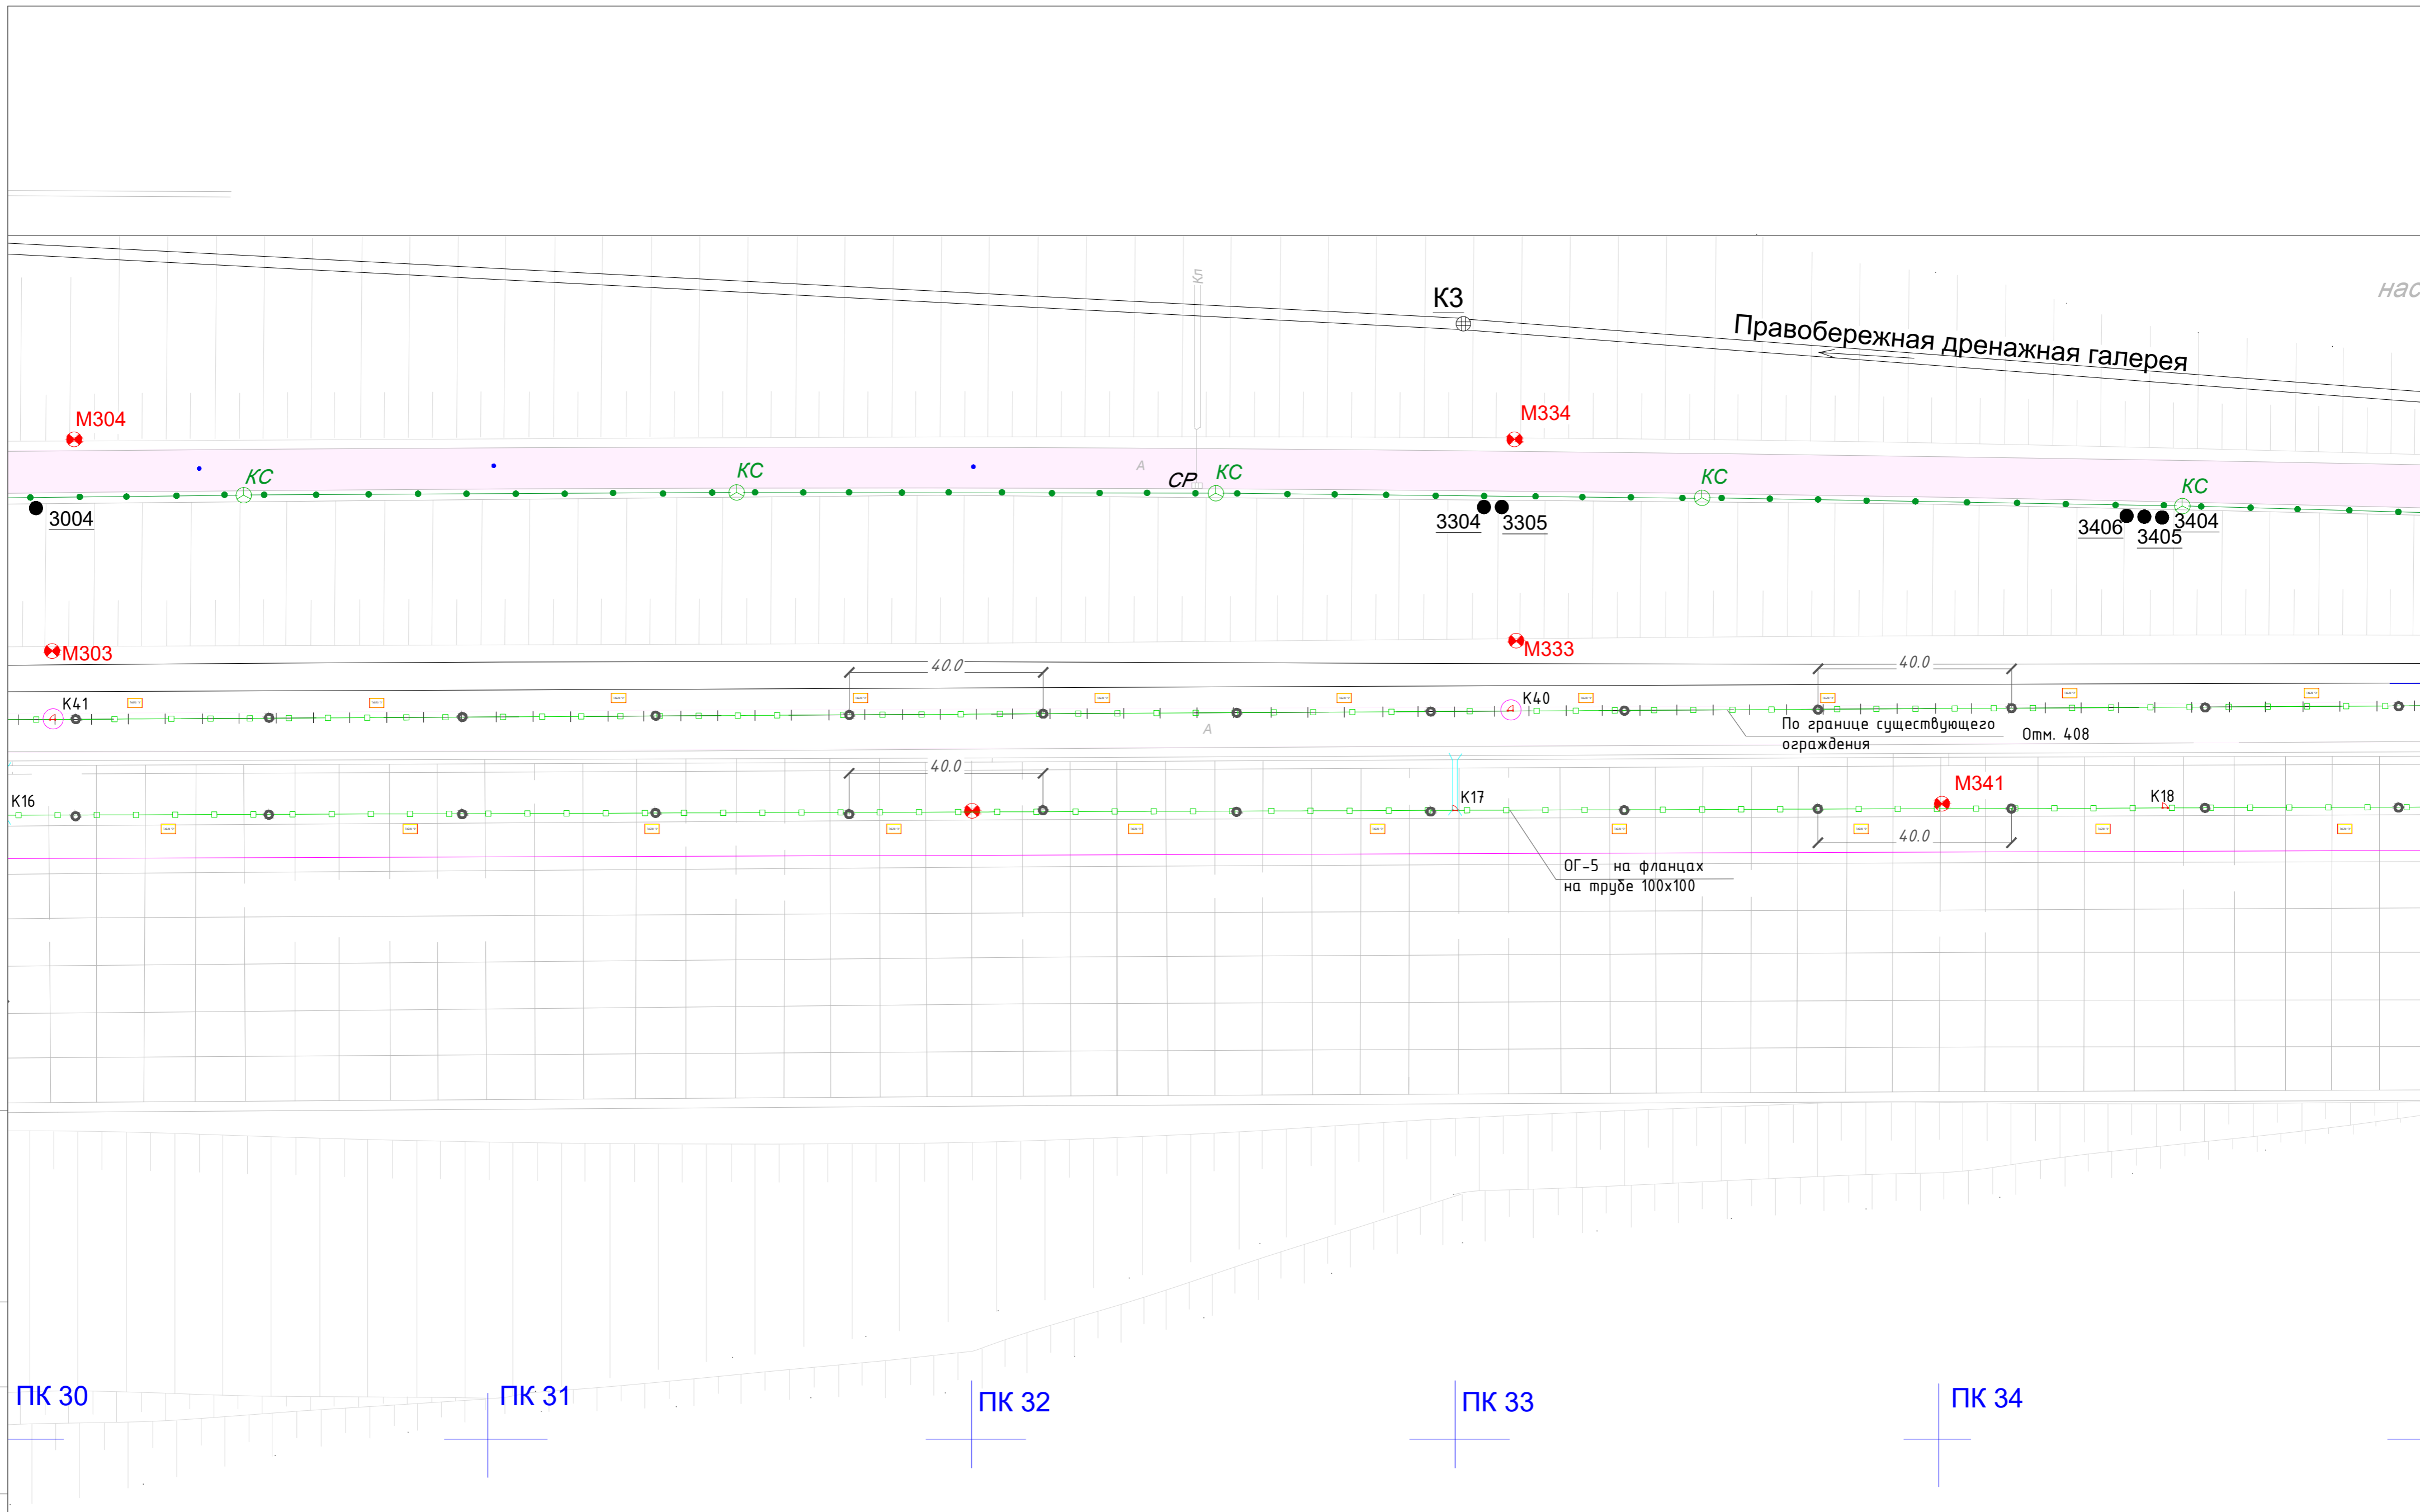 К5
К3
нас
Правобережная дренажная галерея
М304
М334
КС
КС
КС
КС
КС
А
СР
3004
3304
3305
3406
3405
3404
М303
М333
40.0
40.0
К41
К40
По границе существующего
ограждения
Отм. 408
А
40.0
К16
К17
М341
К18
40.0
ОГ-5 на фланцах
на трубе 100х100
ПК 30
ПК 31
ПК 32
ПК 33
ПК 34